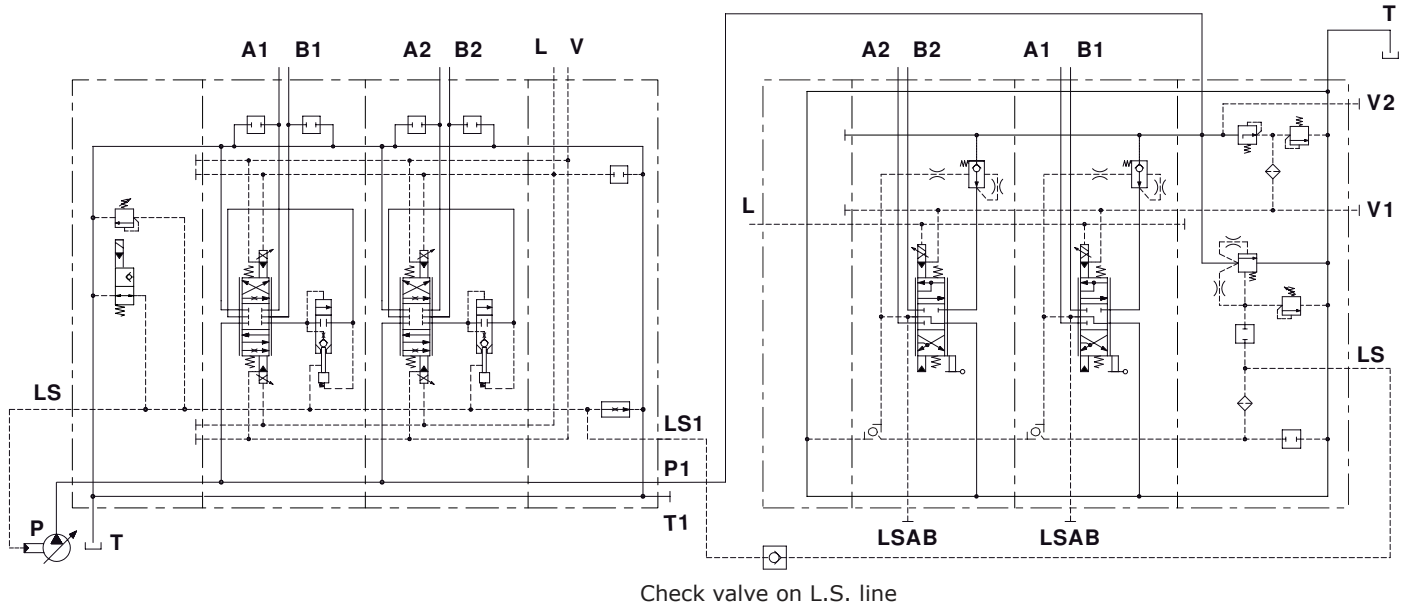 T
A1 B1 A2 B2 L V
A2 B2 A1 B1
V2
L
V1
LS
LS
LS1
P1
P
T
T1
LSAB LSAB
Check valve on L.S. line